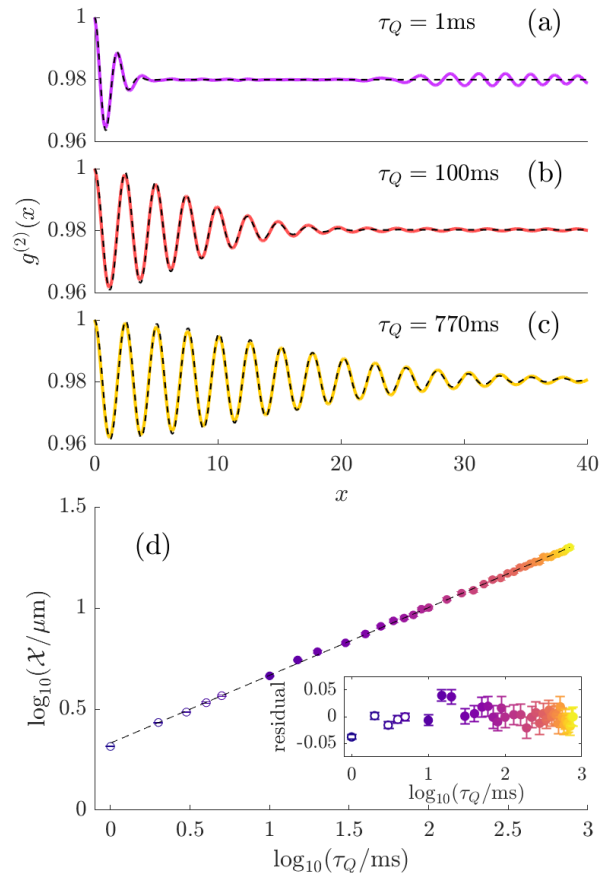 1
τ_Q = 1ms (a)
0.98
0.96
1
τ_Q = 100ms (b)
0.98
0.96
g^(2)(x)
1
τ_Q = 770ms (c)
0.98
0.96
0 10 20 30 40
x
1.5
(d)
1
0.5
0
log₁₀(𝒳/μm)
0.05
0
-0.05
residual
0 1 2 3
log₁₀(τ_Q/ms)
0 0.5 1 1.5 2 2.5 3
log₁₀(τ_Q/ms)